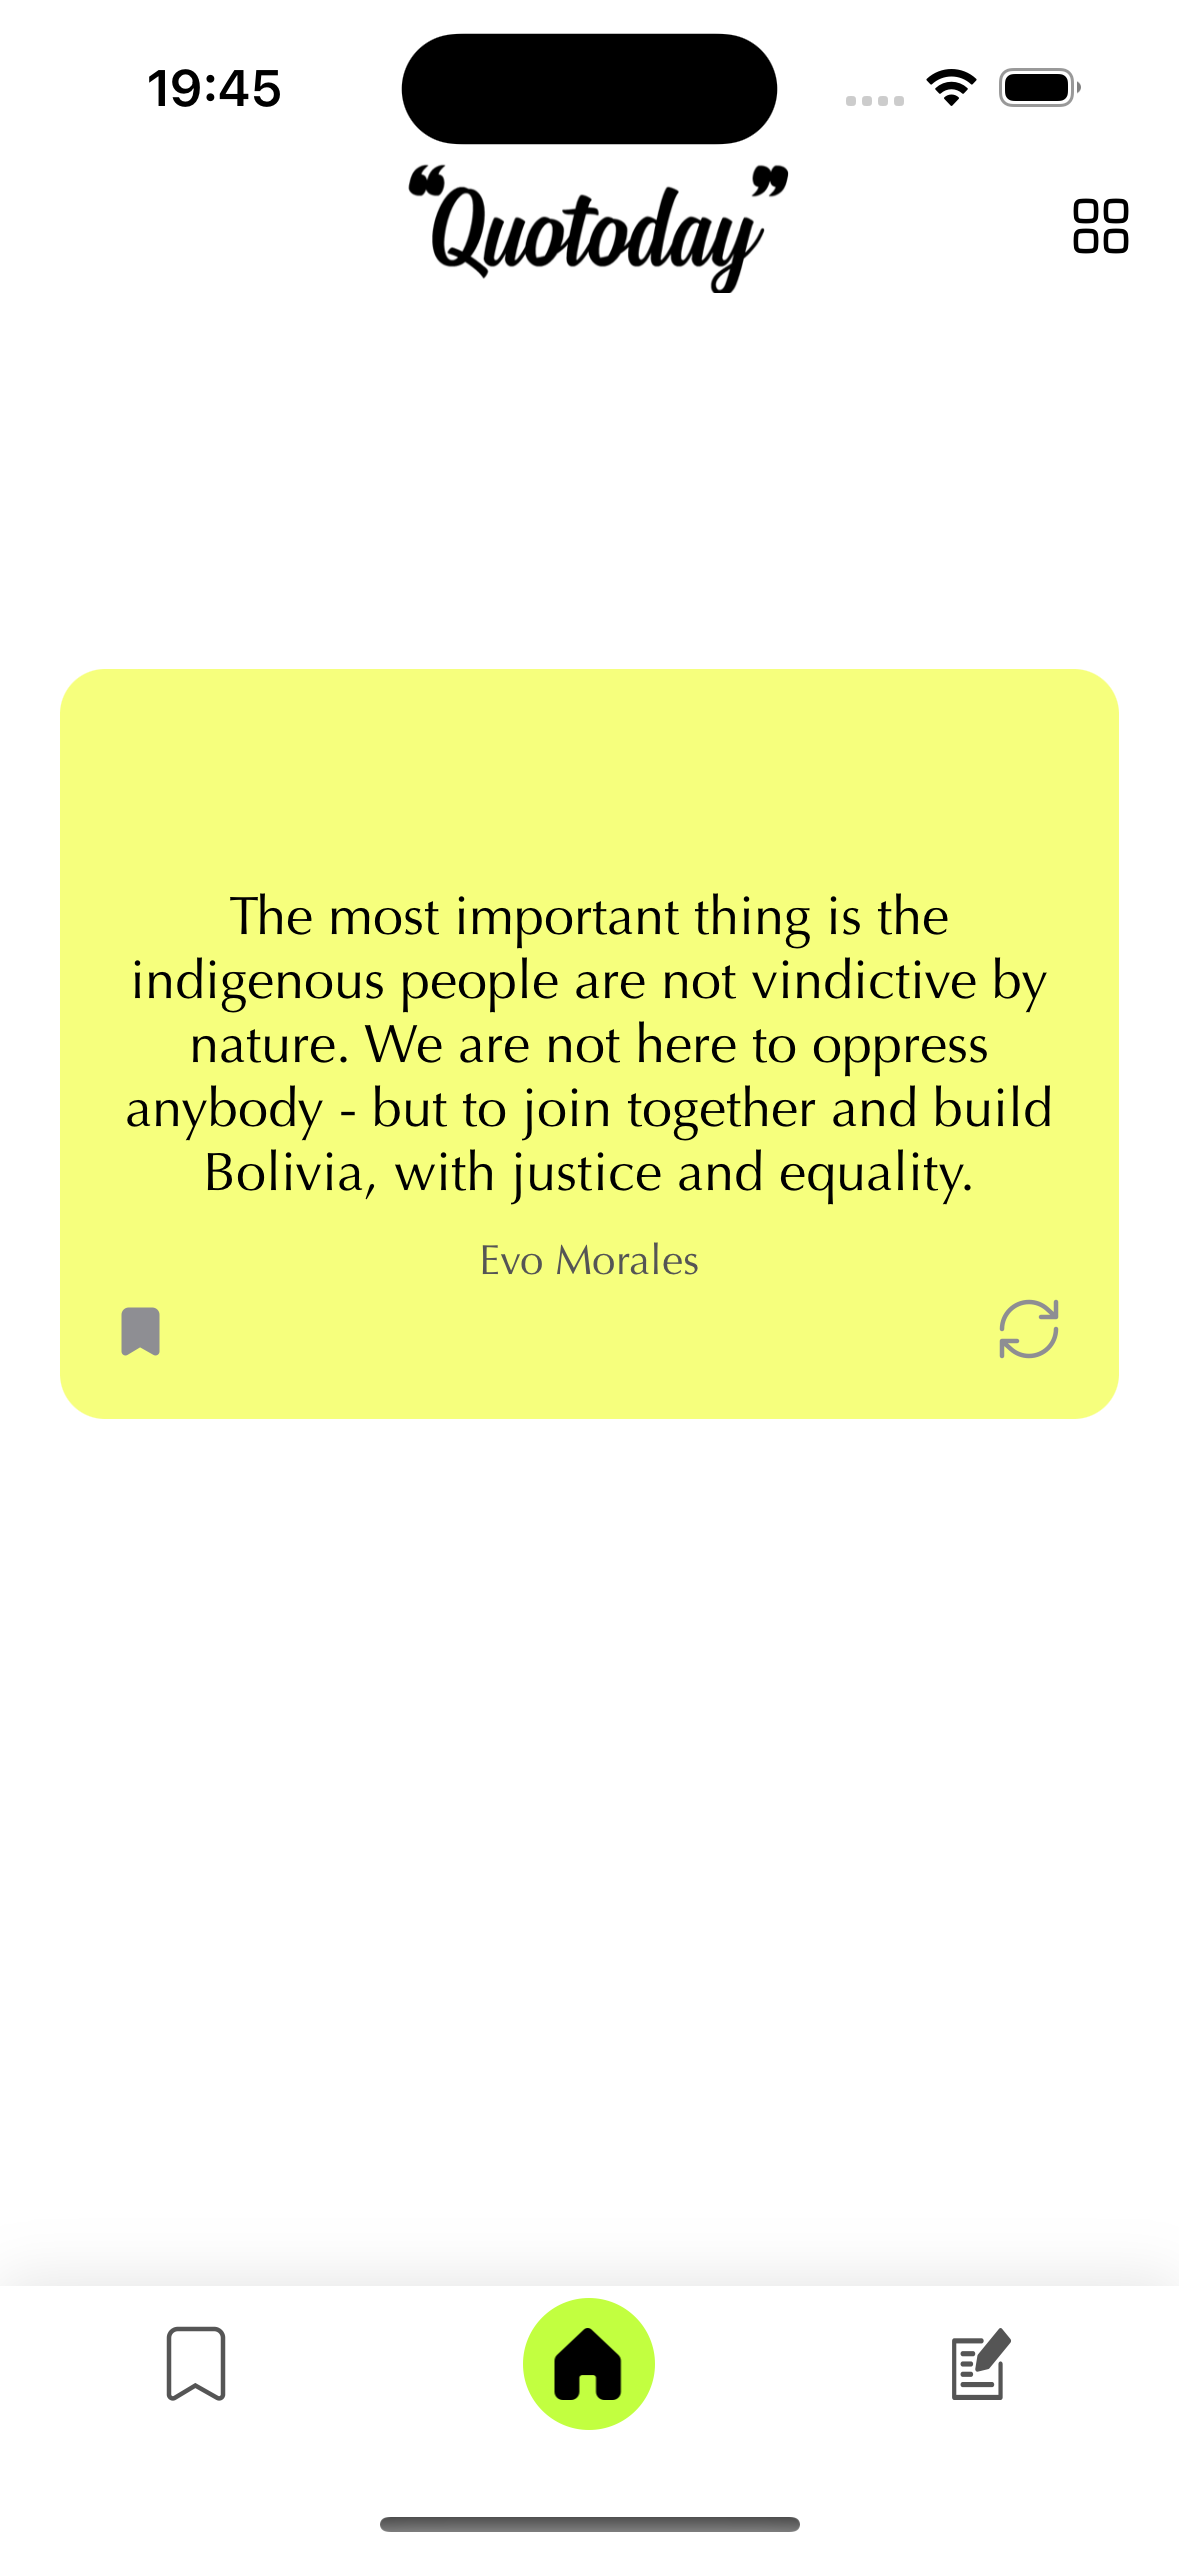 19:45
“Quotoday”
The most important thing is the
indigenous people are not vindictive by
nature. We are not here to oppress
anybody - but to join together and build
Bolivia, with justice and equality.
Evo Morales